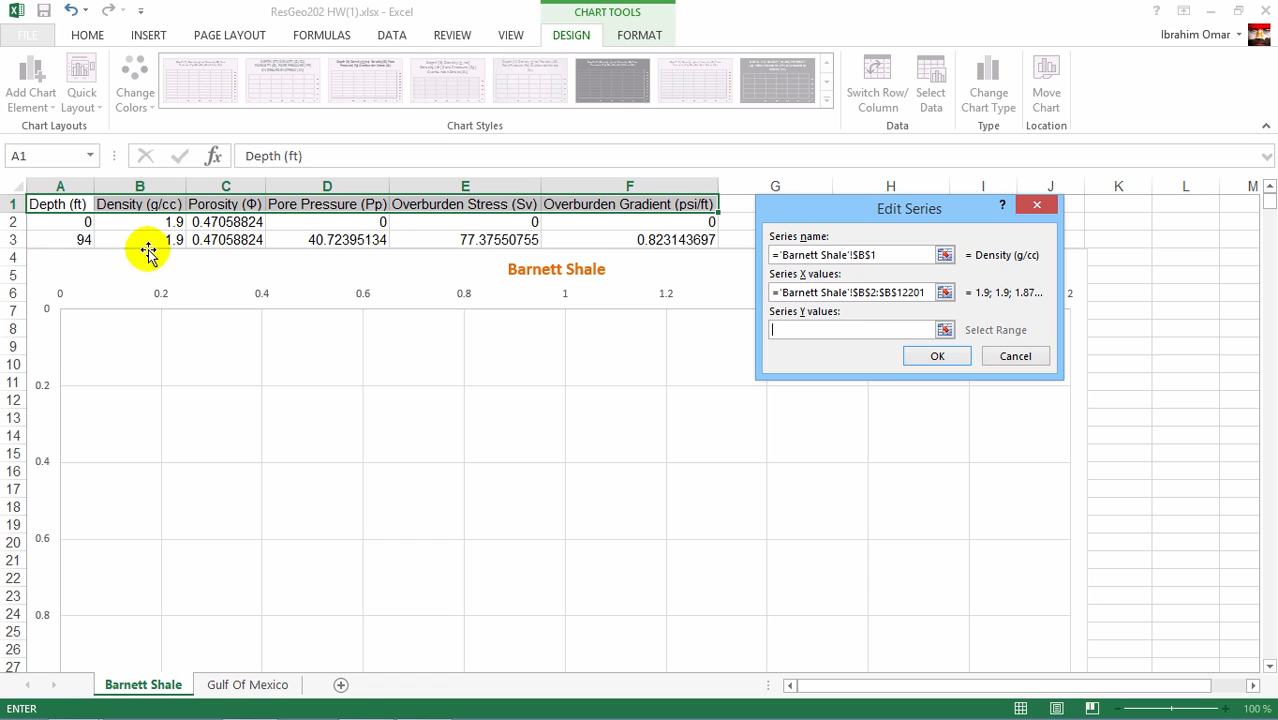 ResGeo202 HW(1).xlsx - Excel
CHART TOOLS
FILE HOME INSERT PAGE LAYOUT FORMULAS DATA REVIEW VIEW DESIGN FORMAT
Ibrahim Omar
Add Chart Element
Quick Layout
Change Colors
Switch Row/ Column
Select Data
Change Chart Type
Move Chart
Chart Layouts
Chart Styles
Data
Type
Location
A1
fx
Depth (ft)
A B C D E F G H I J K L M
1 Depth (ft) Density (g/cc) Porosity (Φ) Pore Pressure (Pp) Overburden Stress (Sv) Overburden Gradient (psi/ft)
2 0 1.9 0.47058824 0 0 0
3 94 1.9 0.47058824 40.72395134 77.37550755 0.823143697
4
5
6
7
8
9
10
11
12
13
14
15
16
17
18
19
20
21
22
23
24
25
26
27
Barnett Shale
0 0.2 0.4 0.6 0.8 1 1.2 2
0
0.2
0.4
0.6
0.8
Edit Series
?
Series name:
='Barnett Shale'!$B$1 = Density (g/cc)
Series X values:
='Barnett Shale'!$B$2:$B$12201 = 1.9; 1.9; 1.87...
Series Y values:
Select Range
OK Cancel
Barnett Shale Gulf Of Mexico
ENTER
100 %